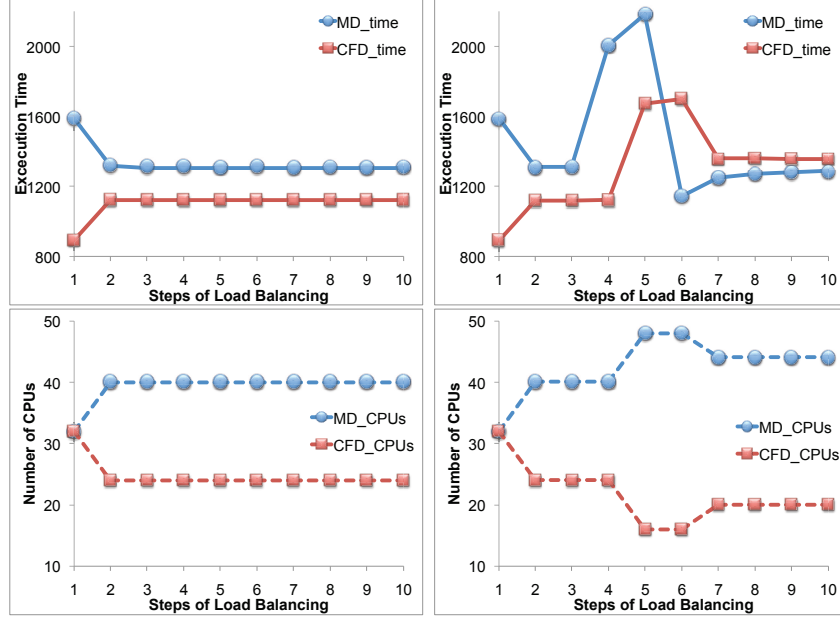 MD_time
CFD_time
2000
1600
1200
800
Excecution Time
1 2 3 4 5 6 7 8 9 10
Steps of Load Balancing
MD_time
CFD_time
2000
1600
1200
800
Excecution Time
1 2 3 4 5 6 7 8 9 10
Steps of Load Balancing
50
40
30
20
10
Number of CPUs
MD_CPUs
CFD_CPUs
1 2 3 4 5 6 7 8 9 10
Steps of Load Balancing
50
40
30
20
10
Number of CPUs
MD_CPUs
CFD_CPUs
1 2 3 4 5 6 7 8 9 10
Steps of Load Balancing